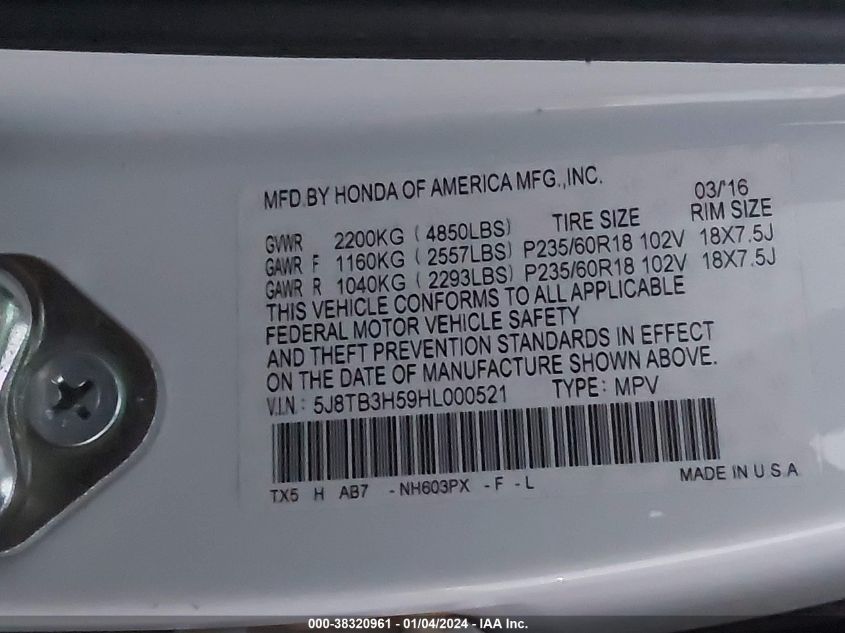 MFD.BY HONDA OF AMERICA MFG.,INC. 03/'16
GVWR 2200KG ( 4850LBS) TIRE SIZE RIM SIZE
GAWR F 1160KG ( 2557LBS) P235/60R18 102V 18X7.5J
GAWR R 1040KG ( 2293LBS) P235/60R18 102V 18X7.5J
THIS VEHICLE CONFORMS TO ALL APPLICABLE
FEDERAL MOTOR VEHICLE SAFETY
AND THEFT PREVENTION STANDARDS IN EFFECT
ON THE DATE OF MANUFACTURE SHOWN ABOVE.
V.I.N.: 5J8TB3H59HL000521 TYPE: MPV
TX5 H AB7 -NH603PX -F -L MADE IN U S A
000-38320961 - 01/04/2024 - IAA Inc.